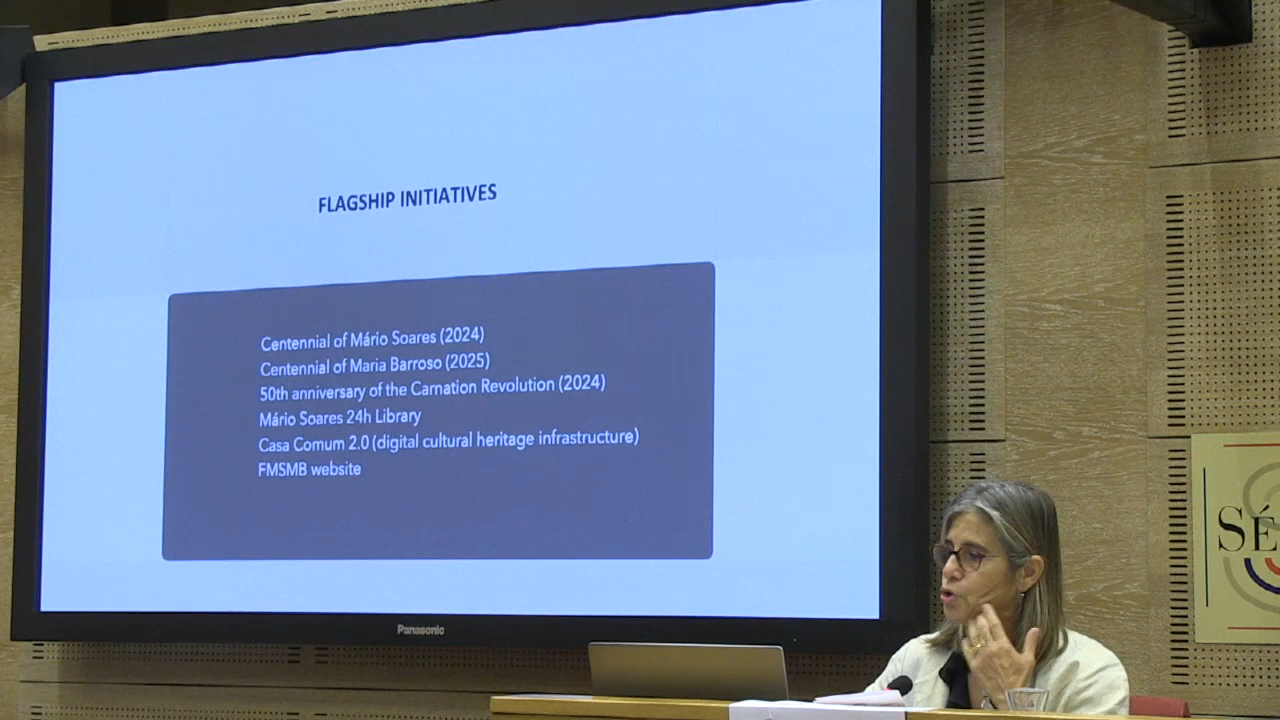 FLAGSHIP INITIATIVES
Centennial of Mário Soares (2024)
Centennial of Maria Barroso (2025)
50th anniversary of the Carnation Revolution (2024)
Mário Soares 24h Library
Casa Comum 2.0 (digital cultural heritage infrastructure)
FMSMB website
Panasonic
SÉ